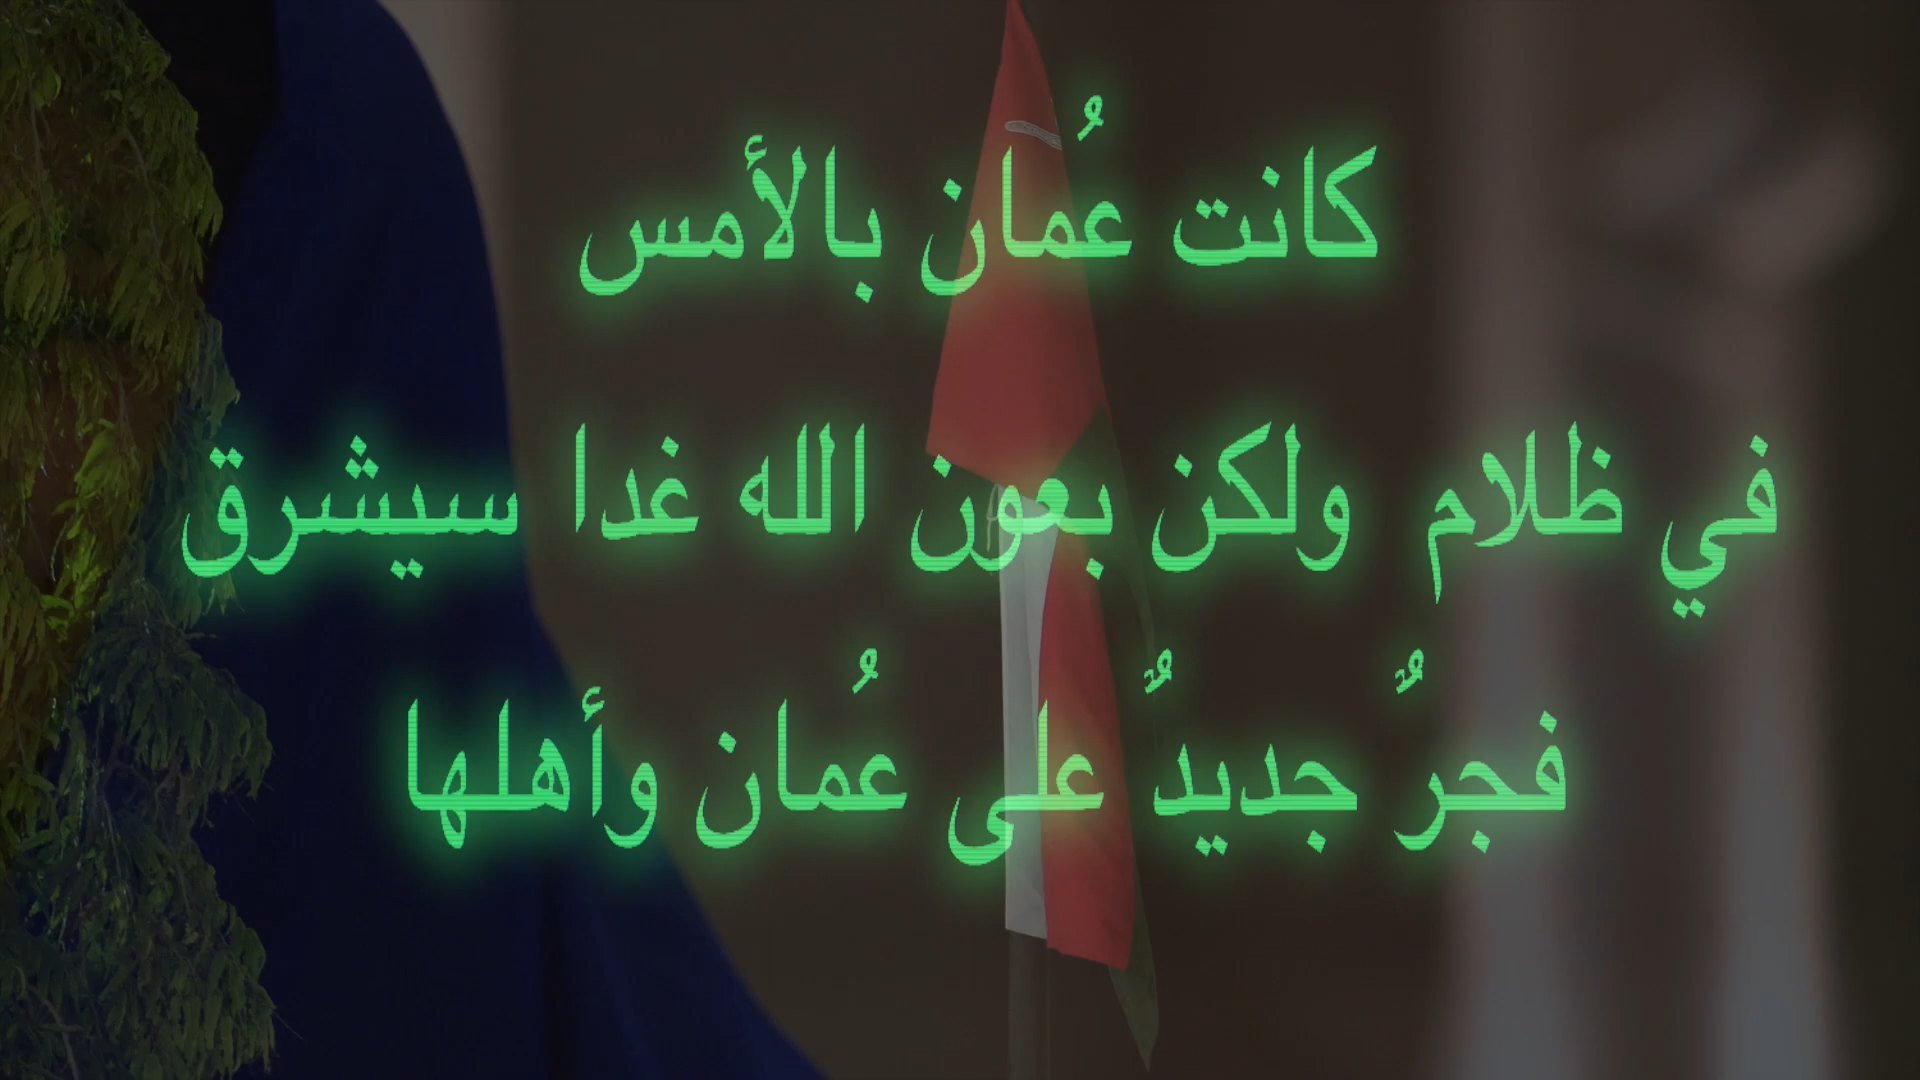 كانت عُمان بالأمس
في ظلام ولكن بعون الله غدا سيشرق
فجرٌ جديدٌ على عُمان وأهلها